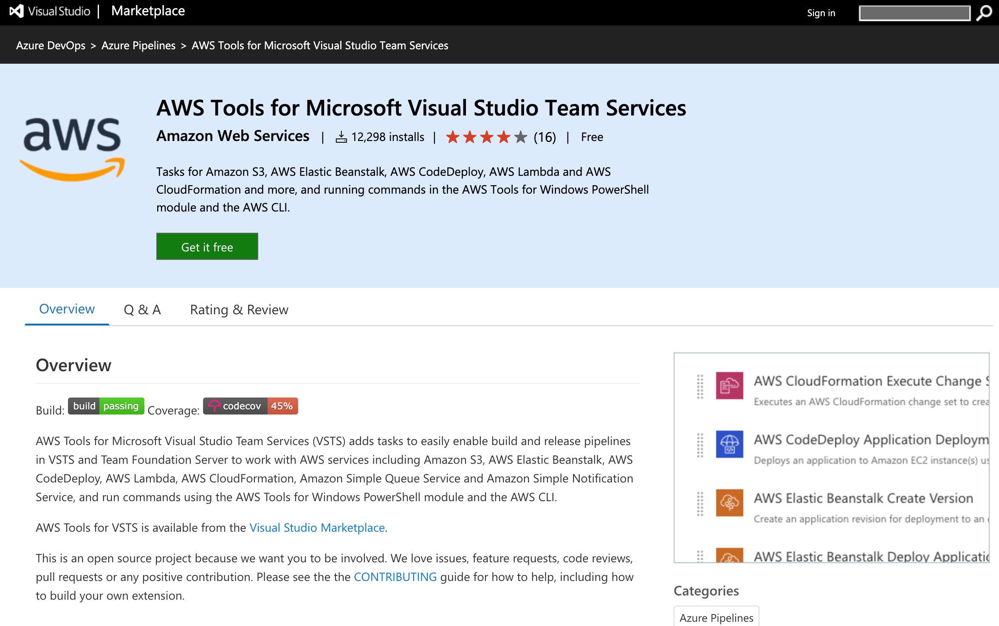 Visual Studio | Marketplace
Sign in
Azure DevOps > Azure Pipelines > AWS Tools for Microsoft Visual Studio Team Services
aws
AWS Tools for Microsoft Visual Studio Team Services
Amazon Web Services | 12,298 installs | (16) | Free
Tasks for Amazon S3, AWS Elastic Beanstalk, AWS CodeDeploy, AWS Lambda and AWS
CloudFormation and more, and running commands in the AWS Tools for Windows PowerShell
module and the AWS CLI.
Get it free
Overview
Q & A
Rating & Review
Overview
Build: build passing Coverage: codecov 45%
AWS Tools for Microsoft Visual Studio Team Services (VSTS) adds tasks to easily enable build and release pipelines
in VSTS and Team Foundation Server to work with AWS services including Amazon S3, AWS Elastic Beanstalk, AWS
CodeDeploy, AWS Lambda, AWS CloudFormation, Amazon Simple Queue Service and Amazon Simple Notification
Service, and run commands using the AWS Tools for Windows PowerShell module and the AWS CLI.
AWS Tools for VSTS is available from the Visual Studio Marketplace.
This is an open source project because we want you to be involved. We love issues, feature requests, code reviews,
pull requests or any positive contribution. Please see the the CONTRIBUTING guide for how to help, including how
to build your own extension.
AWS CloudFormation Execute Change
Executes an AWS CloudFormation change set to
AWS CodeDeploy Application
Deploys an application to Amazon EC2 instance(s)
AWS Elastic Beanstalk Create Version
Create an application revision for deployment to an
AWS Elastic Beanstalk Deploy
Categories
Azure Pipelines